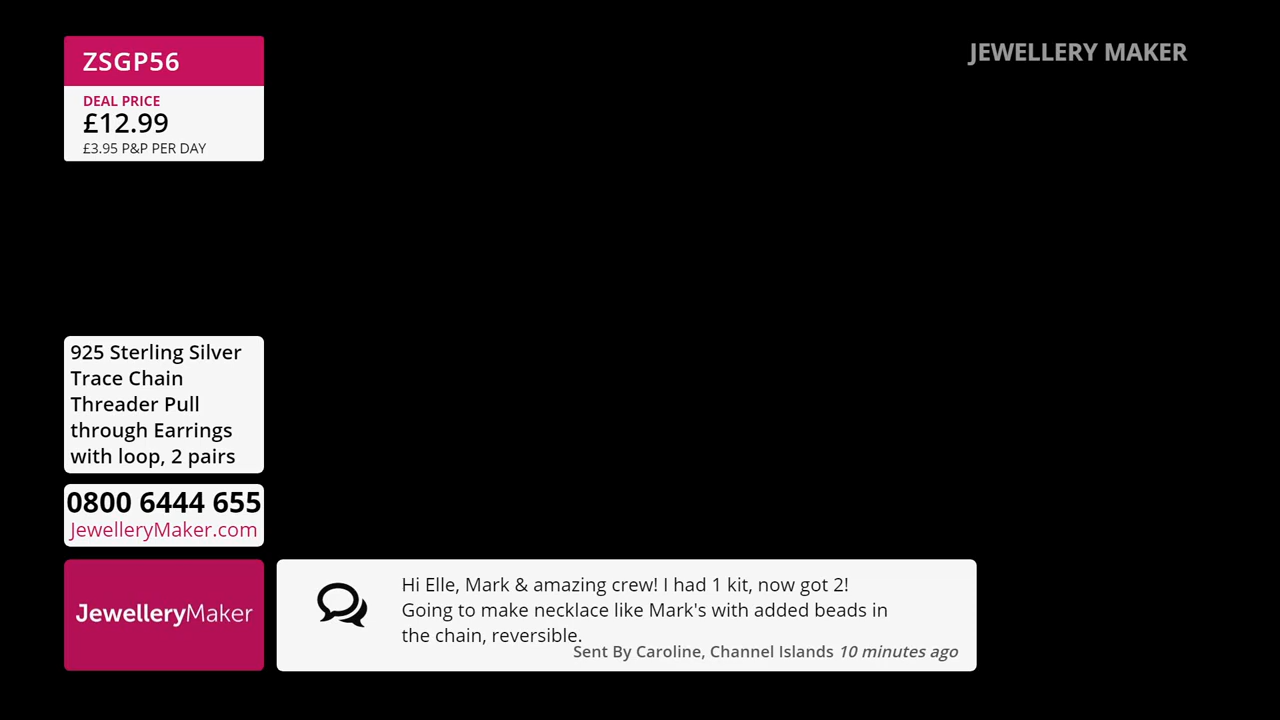 ZSGP56
DEAL PRICE
£12.99
£3.95 P&P PER DAY
JEWELLERY MAKER
925 Sterling Silver
Trace Chain
Threader Pull
through Earrings
with loop, 2 pairs
0800 6444 655
JewelleryMaker.com
JewelleryMaker
Hi Elle, Mark & amazing crew! I had 1 kit, now got 2!
Going to make necklace like Mark's with added beads in
the chain, reversible.
Sent By Caroline, Channel Islands 10 minutes ago